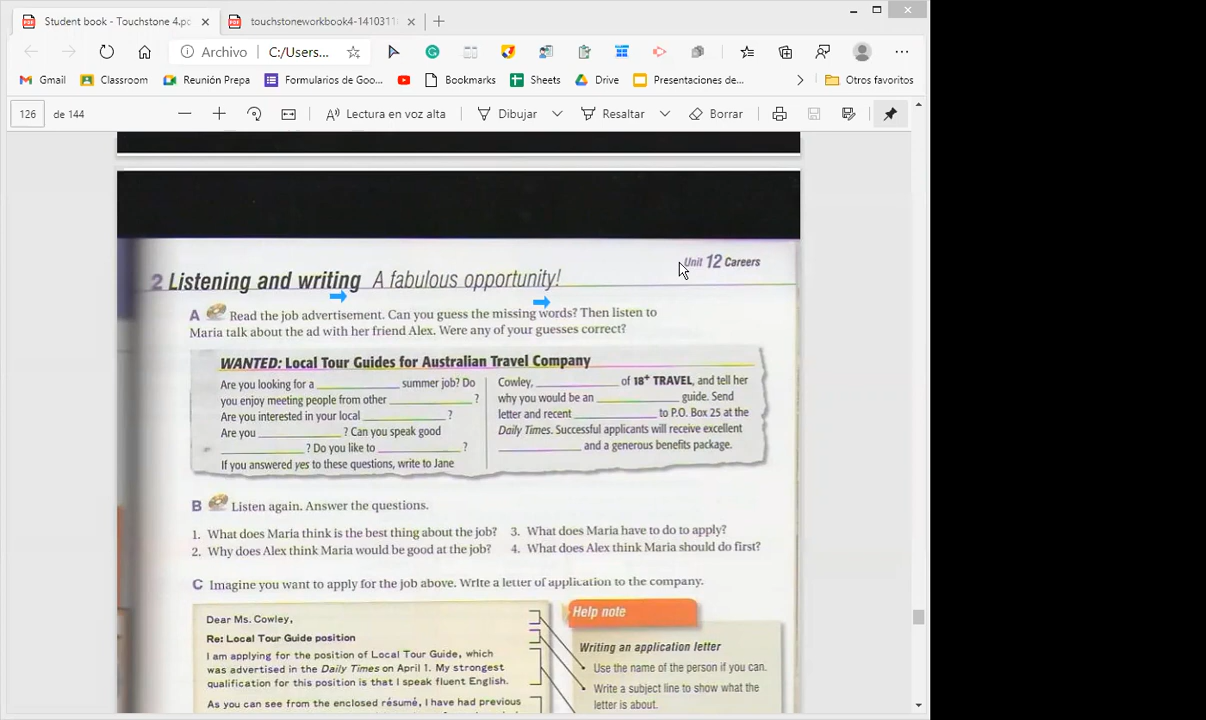 Student book - Touchstone 4.pc
touchstoneworkbook4-1410311
Archivo
C:/Users...
Gmail
Classroom
Reunión Prepa
Formularios de Goo...
Bookmarks
Sheets
Drive
Presentaciones de...
Otros favoritos
126
de 144
Lectura en voz alta
Dibujar
Resaltar
Borrar
Unit 12 Careers
2 Listening and writing A fabulous opportunity!
A Read the job advertisement. Can you guess the missing words? Then listen to
Maria talk about the ad with her friend Alex. Were any of your guesses correct?
WANTED: Local Tour Guides for Australian Travel Company
Are you looking for a ____________ summer job? Do
you enjoy meeting people from other ____________ ?
Are you interested in your local ____________ ?
Are you ____________ ? Can you speak good
____________ ? Do you like to ____________ ?
If you answered yes to these questions, write to Jane
Cowley, ____________ of 18+ TRAVEL, and tell her
why you would be an ____________ guide. Send
letter and recent ____________ to P.O. Box 25 at the
Daily Times. Successful applicants will receive excellent
____________ and a generous benefits package.
B Listen again. Answer the questions.
1. What does Maria think is the best thing about the job?
2. Why does Alex think Maria would be good at the job?
3. What does Maria have to do to apply?
4. What does Alex think Maria should do first?
C Imagine you want to apply for the job above. Write a letter of application to the company.
Dear Ms. Cowley,
Re: Local Tour Guide position
I am applying for the position of Local Tour Guide, which
was advertised in the Daily Times on April 1. My strongest
qualification for this position is that I speak fluent English.
As you can see from the enclosed résumé, I have had previous
Help note
Writing an application letter
Use the name of the person if you can.
Write a subject line to show what the
letter is about.